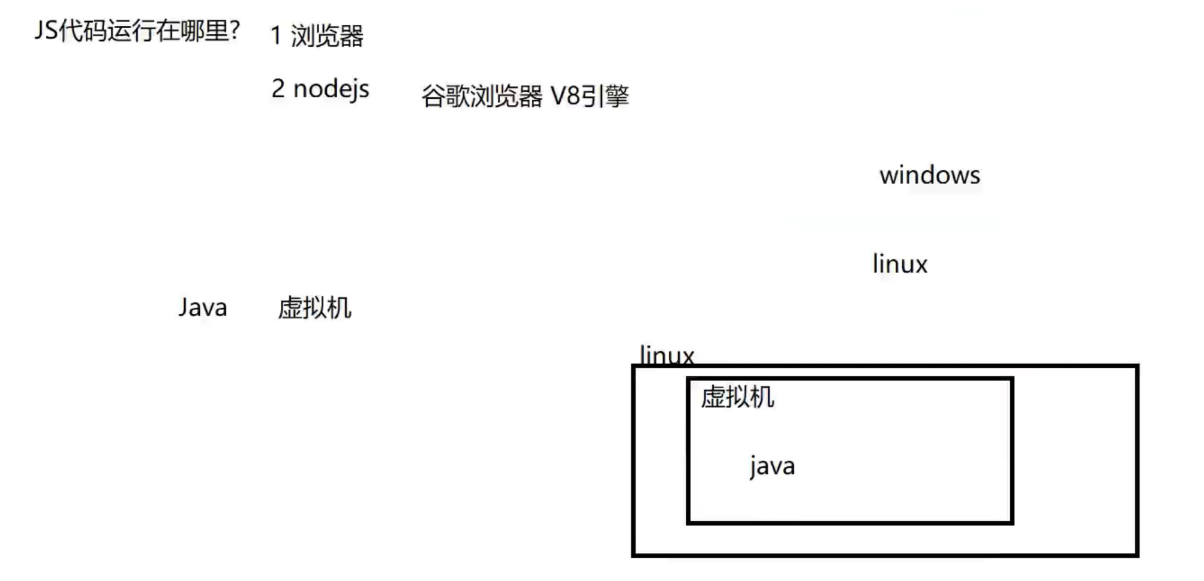 JS代码运行在哪里? 1 浏览器
2 nodejs 谷歌浏览器 V8引擎
windows
linux
Java 虚拟机
linux
虚拟机
java